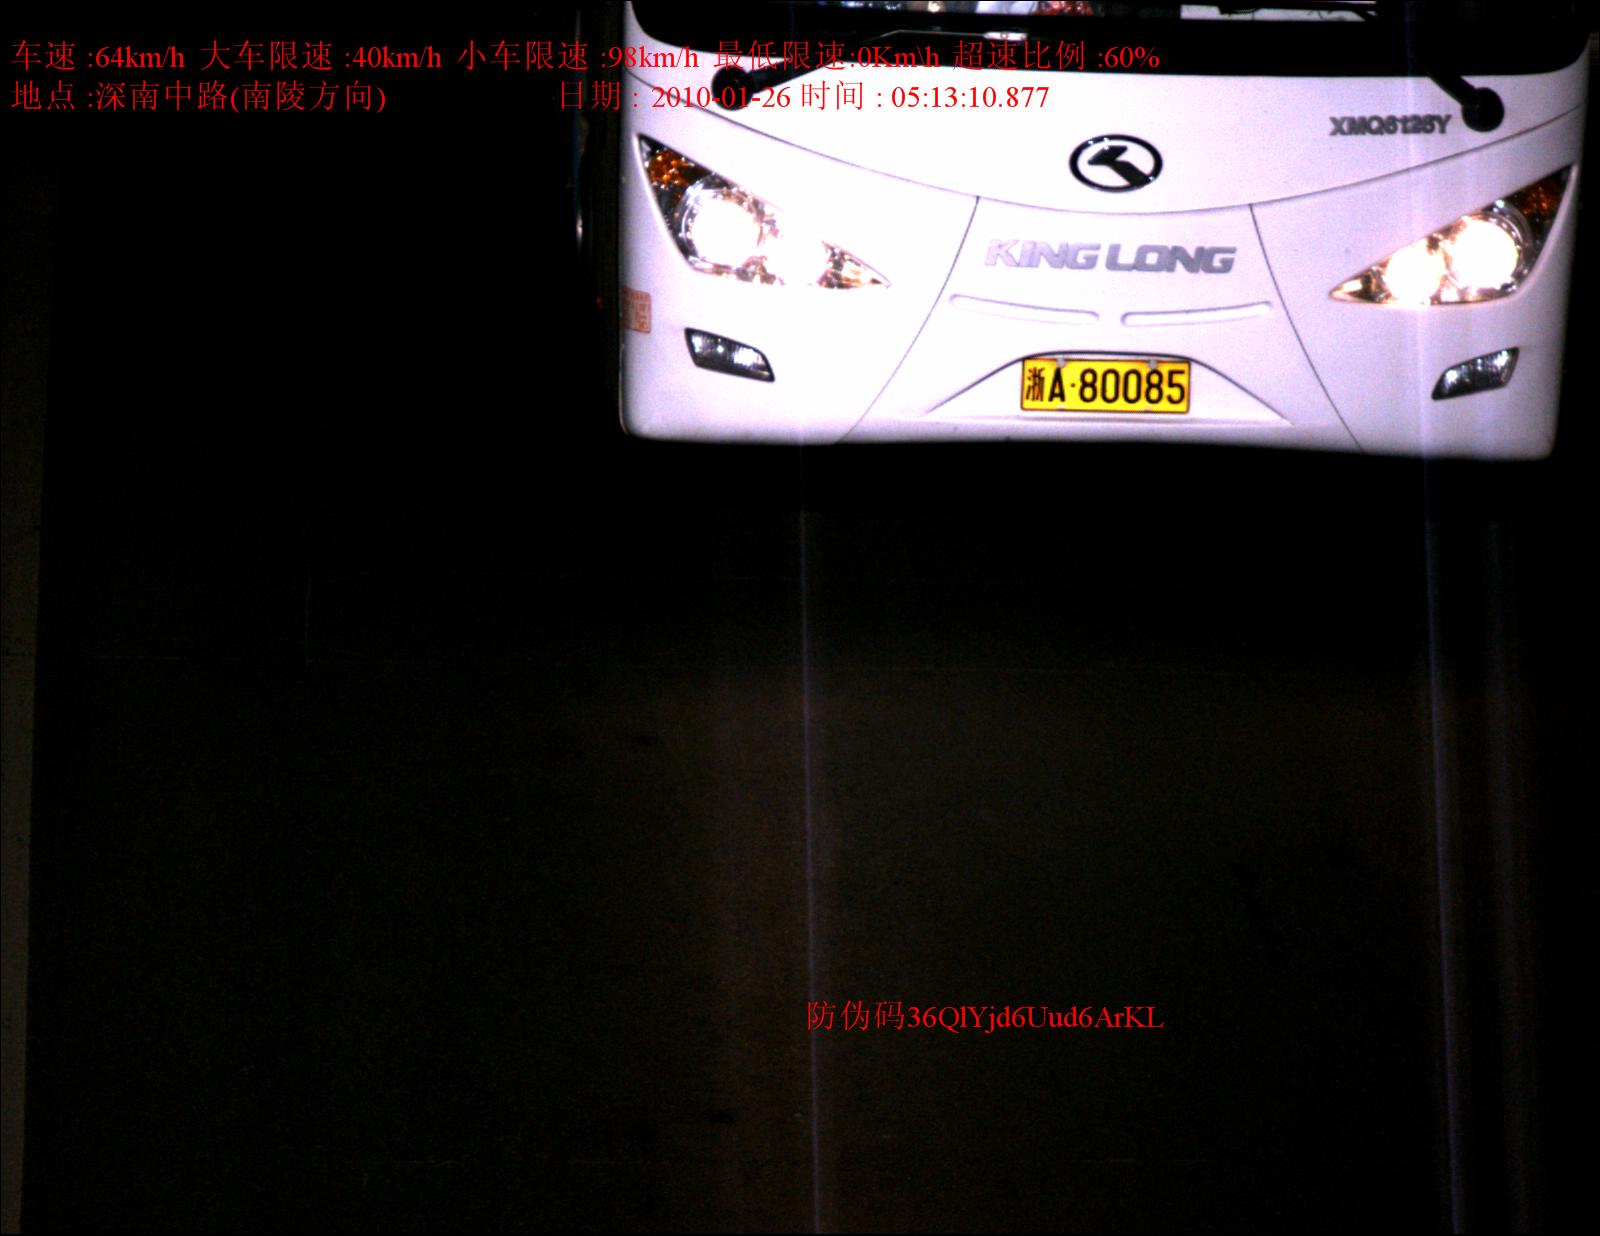 车速 :64km/h 大车限速 :40km/h 小车限速 :98km/h 最低限速:0Km\h 超速比例 :60%
地点 :深南中路(南陵方向) 日期 : 2010-01-26 时间 : 05:13:10.877
XMQ6126Y
KING LONG
浙A·80085
防伪码36QlYjd6Uud6ArKL